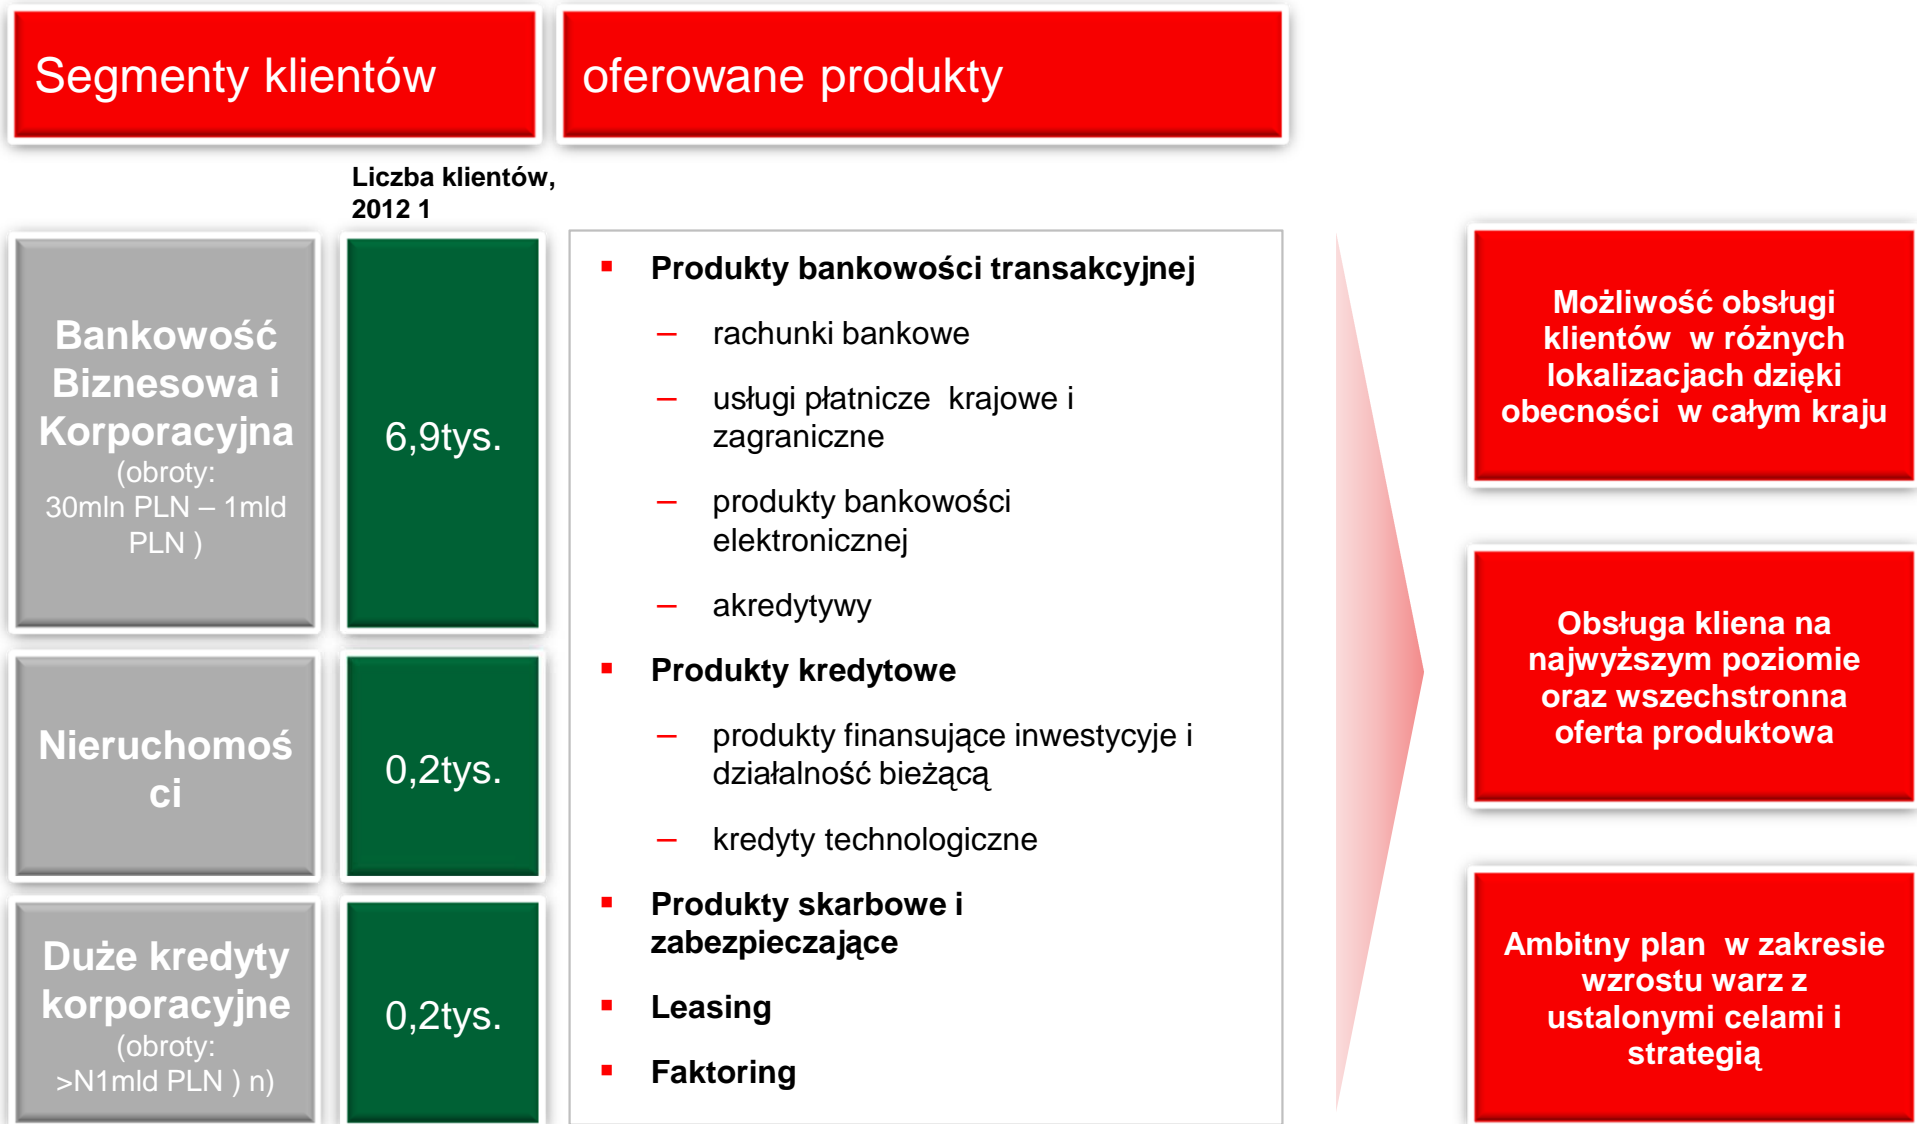 Segmenty klientów
oferowane produkty
Liczba klientów,
2012 1
Bankowość
Biznesowa i
Korporacyjna
(obroty:
30mln PLN – 1mld
PLN )
6,9tys.
Nieruchomoś
ci
0,2tys.
Duże kredyty
korporacyjne
(obroty:
>N1mld PLN ) n)
0,2tys.
▪ Produkty bankowości transakcyjnej
– rachunki bankowe
– usługi płatnicze  krajowe i
zagraniczne
– produkty bankowości
elektronicznej
– akredytywy
▪ Produkty kredytowe
– produkty finansujące inwestycyje i
działalność bieżącą
– kredyty technologiczne
▪ Produkty skarbowe i
zabezpieczające
▪ Leasing
▪ Faktoring
Możliwość obsługi
klientów  w różnych
lokalizacjach dzięki
obecności  w całym kraju
Obsługa kliena na
najwyższym poziomie
oraz wszechstronna
oferta produktowa
Ambitny plan  w zakresie
wzrostu warz z
ustalonymi celami i
strategią